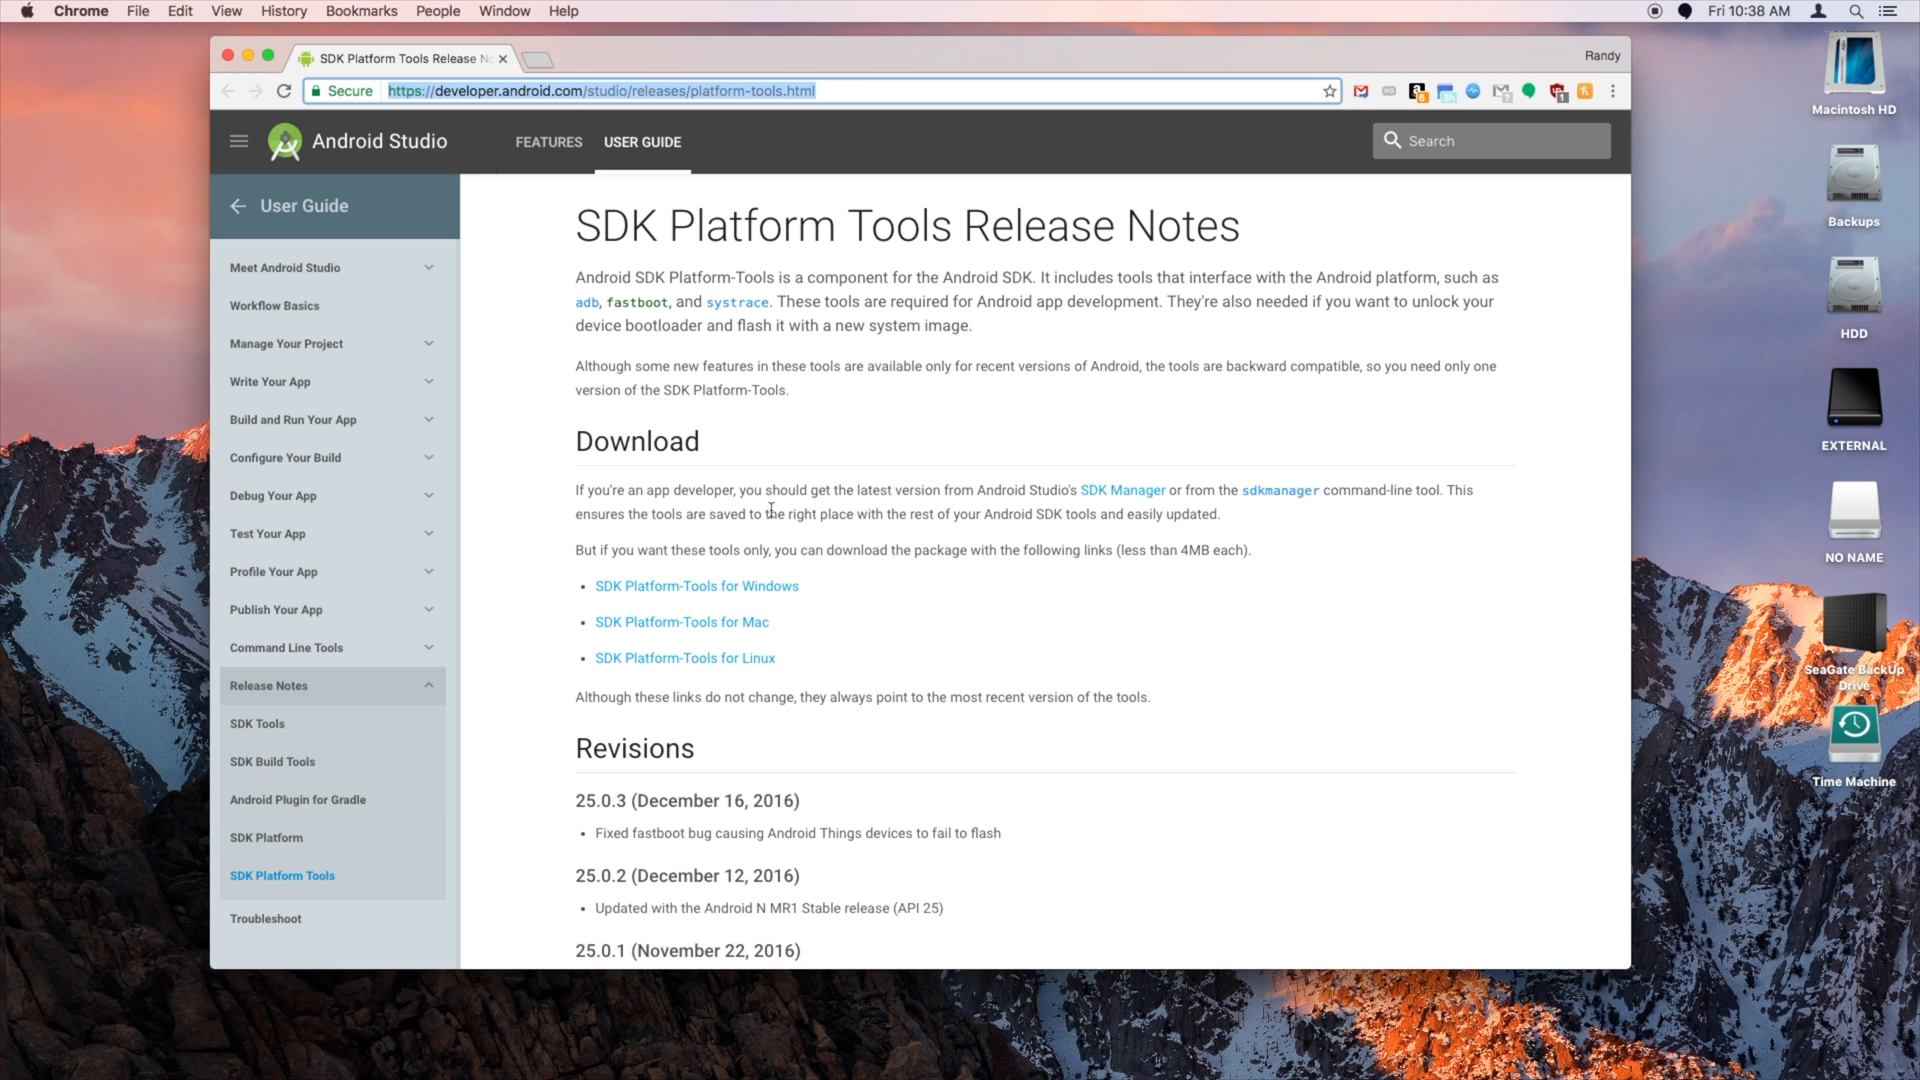 Chrome File Edit View History Bookmarks People Window Help
Fri 10:38 AM
SDK Platform Tools Release N
Randy
Secure https://developer.android.com/studio/releases/platform-tools.html
Android Studio
FEATURES USER GUIDE
Search
User Guide
Meet Android Studio
Workflow Basics
Manage Your Project
Write Your App
Build and Run Your App
Configure Your Build
Debug Your App
Test Your App
Profile Your App
Publish Your App
Command Line Tools
Release Notes
SDK Tools
SDK Build Tools
Android Plugin for Gradle
SDK Platform
SDK Platform Tools
Troubleshoot
SDK Platform Tools Release Notes
Android SDK Platform-Tools is a component for the Android SDK. It includes tools that interface with the Android platform, such as
adb, fastboot, and systrace. These tools are required for Android app development. They're also needed if you want to unlock your
device bootloader and flash it with a new system image.
Although some new features in these tools are available only for recent versions of Android, the tools are backward compatible, so you need only one
version of the SDK Platform-Tools.
Download
If you're an app developer, you should get the latest version from Android Studio's SDK Manager or from the sdkmanager command-line tool. This
ensures the tools are saved to the right place with the rest of your Android SDK tools and easily updated.
But if you want these tools only, you can download the package with the following links (less than 4MB each).
• SDK Platform-Tools for Windows
• SDK Platform-Tools for Mac
• SDK Platform-Tools for Linux
Although these links do not change, they always point to the most recent version of the tools.
Revisions
25.0.3 (December 16, 2016)
• Fixed fastboot bug causing Android Things devices to fail to flash
25.0.2 (December 12, 2016)
• Updated with the Android N MR1 Stable release (API 25)
25.0.1 (November 22, 2016)
Macintosh HD
Backups
HDD
EXTERNAL
NO NAME
SeaGate BackUp
Drive
Time Machine